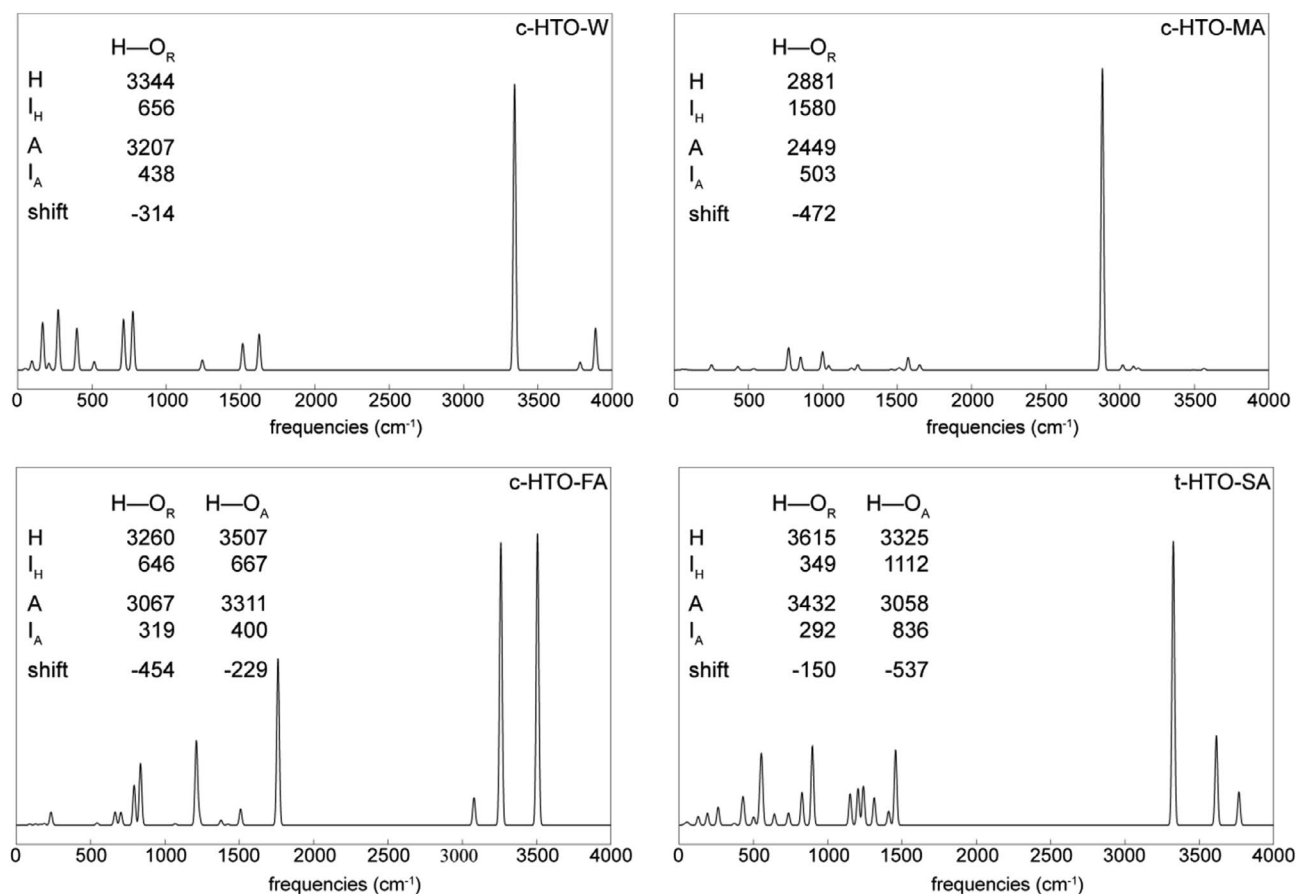 c-HTO-W
H—O_R
H 3344
I_H 656
A 3207
I_A 438
shift -314
0 500 1000 1500 2000 2500 3000 3500 4000
frequencies (cm⁻¹)
c-HTO-MA
H—O_R
H 2881
I_H 1580
A 2449
I_A 503
shift -472
0 500 1000 1500 2000 2500 3000 3500 4000
frequencies (cm⁻¹)
c-HTO-FA
H—O_R H—O_A
H 3260 3507
I_H 646 667
A 3067 3311
I_A 319 400
shift -454 -229
0 500 1000 1500 2000 2500 3000 3500 4000
frequencies (cm⁻¹)
t-HTO-SA
H—O_R H—O_A
H 3615 3325
I_H 349 1112
A 3432 3058
I_A 292 836
shift -150 -537
0 500 1000 1500 2000 2500 3000 3500 4000
frequencies (cm⁻¹)